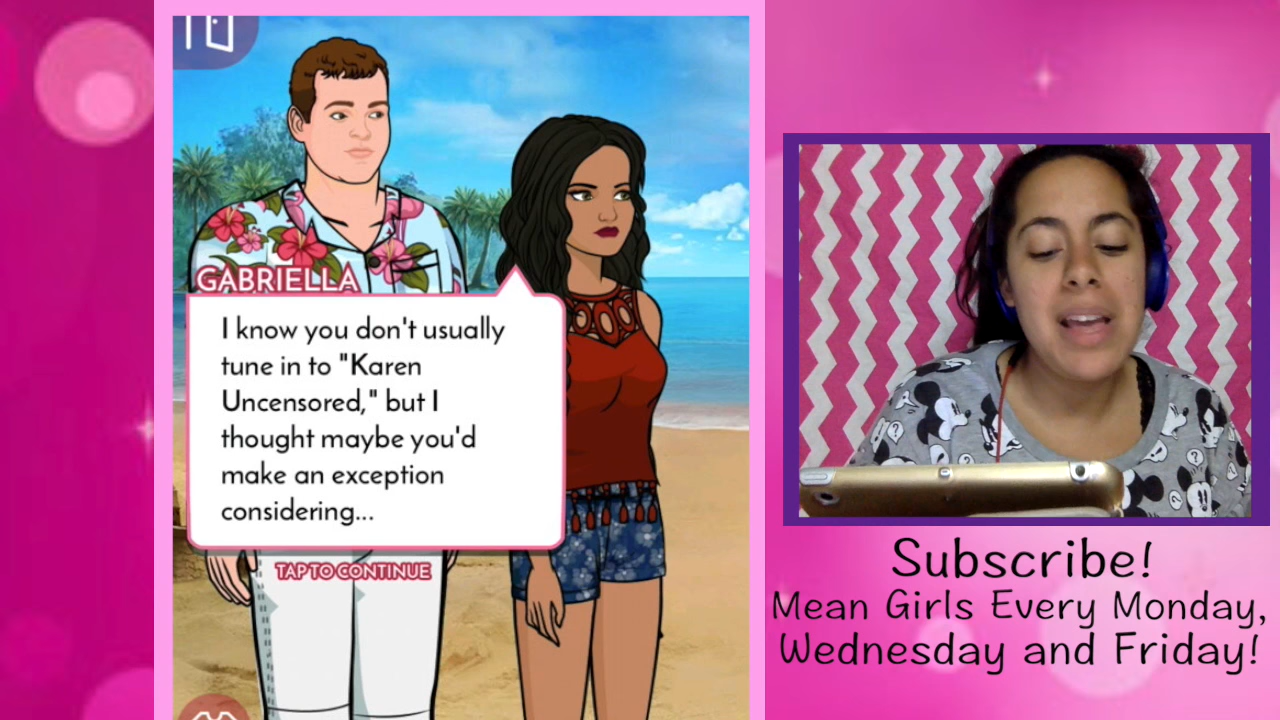 GABRIELLA
I know you don't usually
tune in to "Karen
Uncensored," but I
thought maybe you'd
make an exception
considering...
TAP TO CONTINUE
Subscribe!
Mean Girls Every Monday,
Wednesday and Friday!